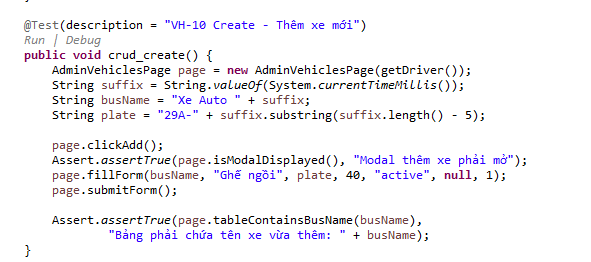 @Test(description = "VH-10 Create - Thêm xe mới")
Run | Debug
public void crud_create() {
    AdminVehiclesPage page = new AdminVehiclesPage(getDriver());
    String suffix = String.valueOf(System.currentTimeMillis());
    String busName = "Xe Auto " + suffix;
    String plate = "29A-" + suffix.substring(suffix.length() - 5);

    page.clickAdd();
    Assert.assertTrue(page.isModalDisplayed(), "Modal thêm xe phải mở");
    page.fillForm(busName, "Ghế ngồi", plate, 40, "active", null, 1);
    page.submitForm();

    Assert.assertTrue(page.tableContainsBusName(busName),
            "Bảng phải chứa tên xe vừa thêm: " + busName);
}